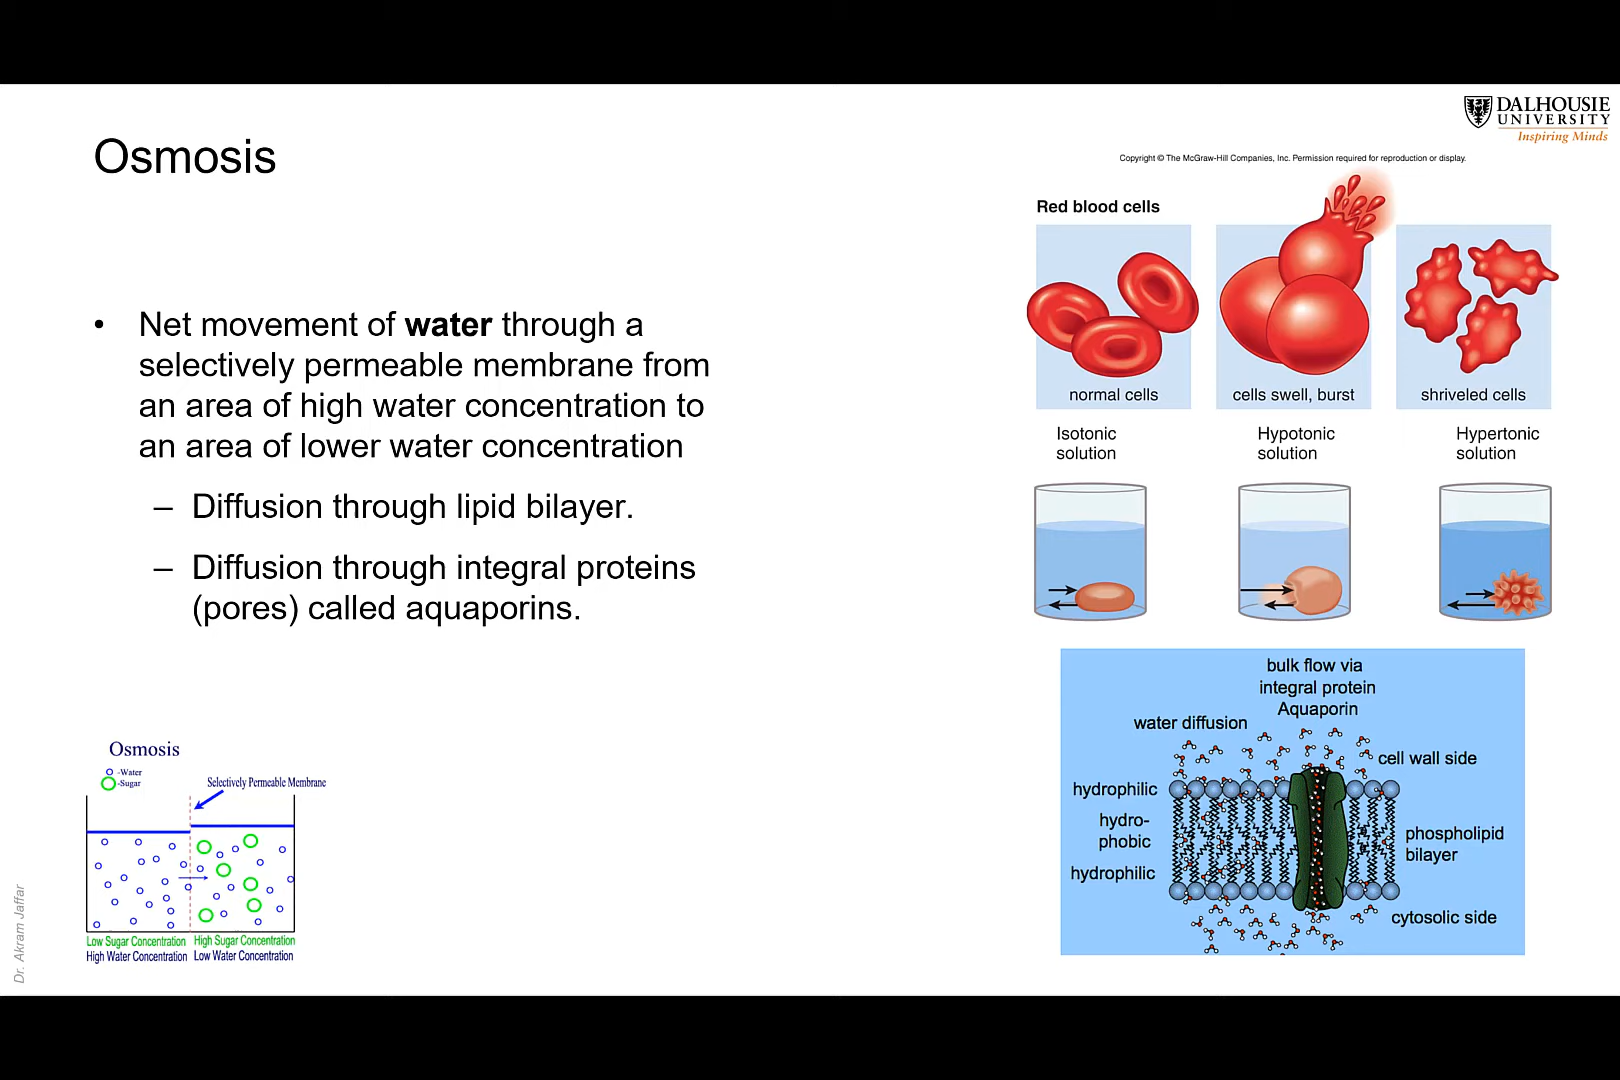 DALHOUSIE
UNIVERSITY
Inspiring Minds
Osmosis
• Net movement of water through a
selectively permeable membrane from
an area of high water concentration to
an area of lower water concentration
– Diffusion through lipid bilayer.
– Diffusion through integral proteins
(pores) called aquaporins.
Copyright © The McGraw-Hill Companies, Inc. Permission required for reproduction or display.
Red blood cells
normal cells
cells swell, burst
shriveled cells
Isotonic
solution
Hypotonic
solution
Hypertonic
solution
bulk flow via
integral protein
Aquaporin
water diffusion
cell wall side
hydrophilic
hydro-
phobic
hydrophilic
phospholipid
bilayer
cytosolic side
Osmosis
-Water
-Sugar
Selectively Permeable Membrane
Low Sugar Concentration
High Water Concentration
High Sugar Concentration
Low Water Concentration
Dr. Akram Jaffar